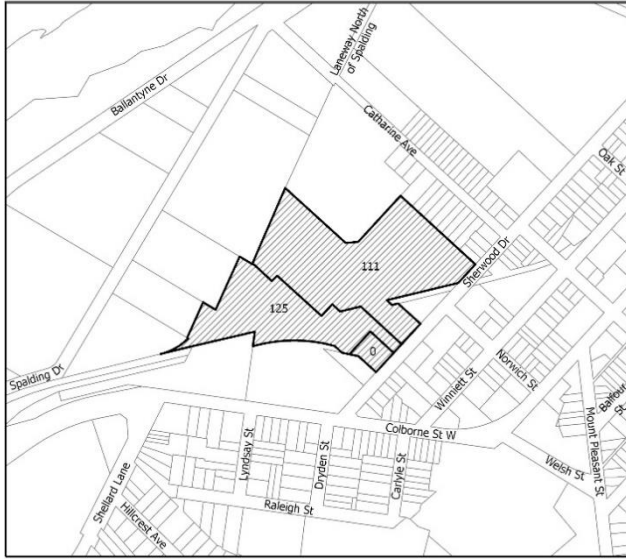 Laneway North
of Spalding
Ballantyne Dr
Catharine Ave
Oak St
111
Sherwood Dr
125
0
Spalding Dr
Winniett St
Norwich St
Balfour St
Mount Pleasant St
Colborne St W
Lyndsay St
Dryden St
Carlyle St
Welsh St
Shellard Lane
Raleigh St
Hillcrest Ave